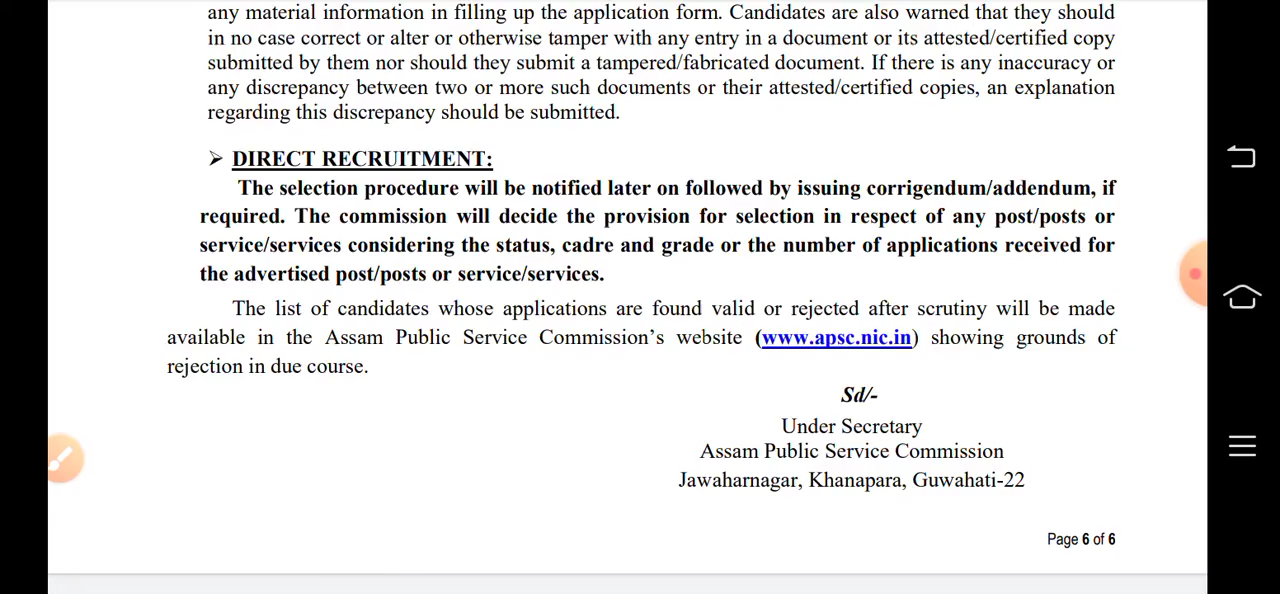 any material information in filling up the application form. Candidates are also warned that they should
in no case correct or alter or otherwise tamper with any entry in a document or its attested/certified copy
submitted by them nor should they submit a tampered/fabricated document. If there is any inaccuracy or
any discrepancy between two or more such documents or their attested/certified copies, an explanation
regarding this discrepancy should be submitted.
➢ DIRECT RECRUITMENT:
The selection procedure will be notified later on followed by issuing corrigendum/addendum, if
required. The commission will decide the provision for selection in respect of any post/posts or
service/services considering the status, cadre and grade or the number of applications received for
the advertised post/posts or service/services.
The list of candidates whose applications are found valid or rejected after scrutiny will be made
available in the Assam Public Service Commission’s website (www.apsc.nic.in) showing grounds of
rejection in due course.
Sd/-
Under Secretary
Assam Public Service Commission
Jawaharnagar, Khanapara, Guwahati-22
Page 6 of 6